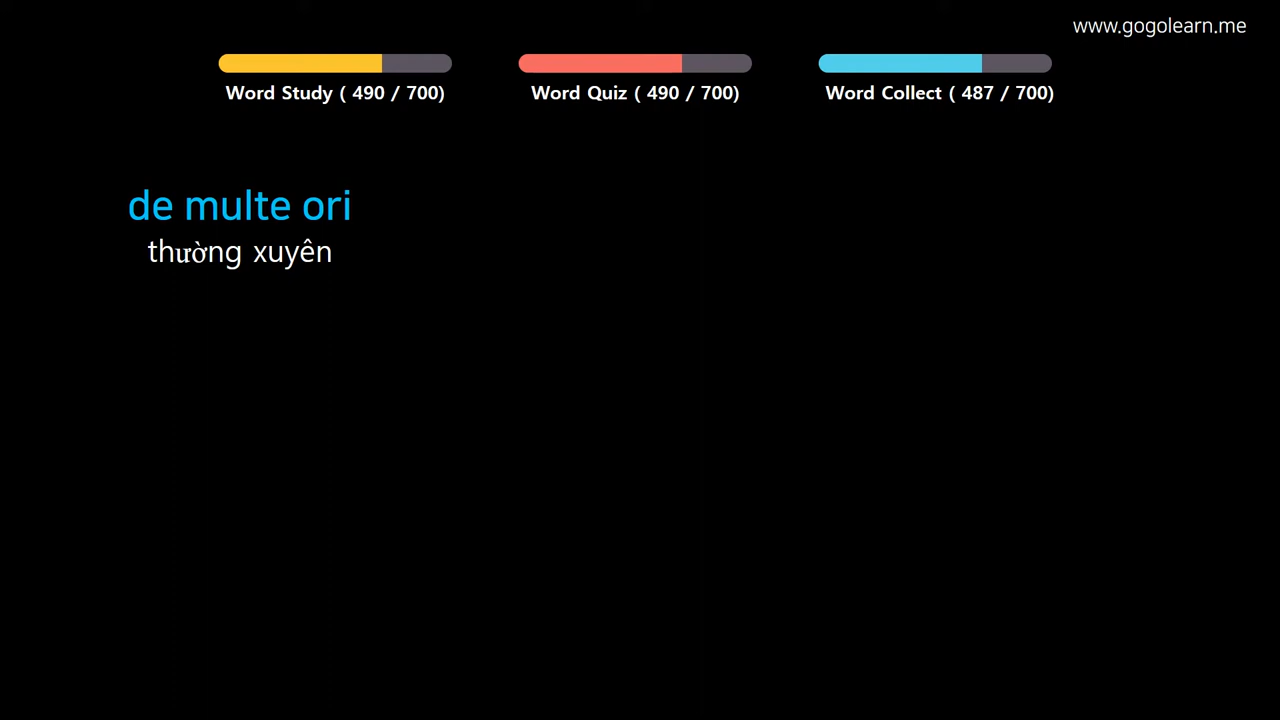 www.gogolearn.me
Word Study ( 490 / 700)
Word Quiz ( 490 / 700)
Word Collect ( 487 / 700)
de multe ori
thường xuyên